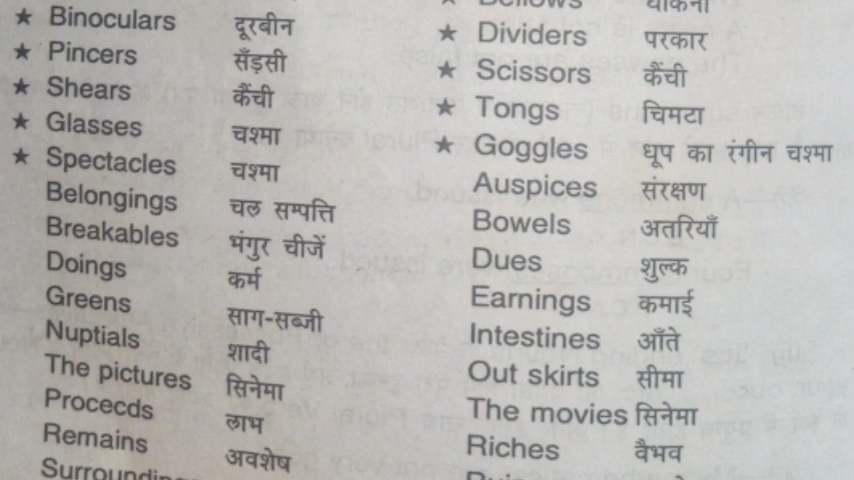 ★ Binoculars दूरबीन
★ Pincers सँड़सी
★ Shears कैंची
★ Glasses चश्मा
★ Spectacles चश्मा
Belongings चल सम्पत्ति
Breakables भंगुर चीजें
Doings कर्म
Greens साग-सब्जी
Nuptials शादी
The pictures सिनेमा
Procecds लाभ
Remains अवशेष
★ Dividers परकार
★ Scissors कैंची
★ Tongs चिमटा
★ Goggles धूप का रंगीन चश्मा
Auspices संरक्षण
Bowels अतरियाँ
Dues शुल्क
Earnings कमाई
Intestines आँते
Out skirts सीमा
The movies सिनेमा
Riches वैभव